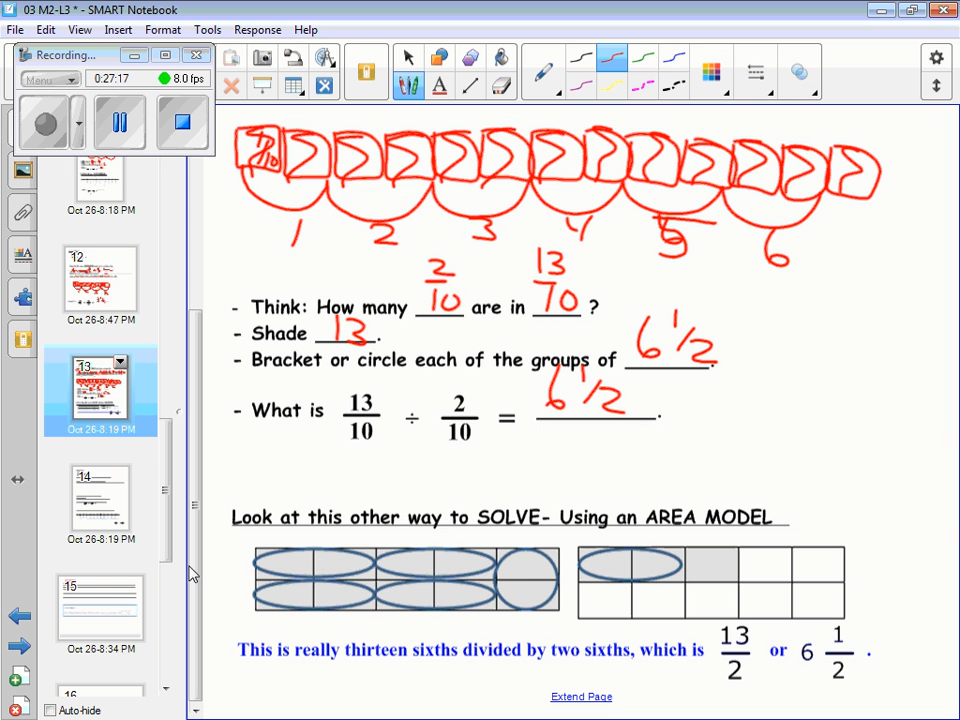 03 M2-L3 * - SMART Notebook
File Edit View Insert Format Tools Response Help
Recording...
Menu 0:27:17 8.0 fps
Oct 26-8:18 PM
12
Oct 26-8:47 PM
13
Oct 26-8:19 PM
14
Oct 26-8:19 PM
15
Oct 26-8:34 PM
16
Auto-hide
1 2 3 4 5 6
- Think: How many 2/10 are in 13/10 ?
- Shade 13.
- Bracket or circle each of the groups of 6 1/2.
- What is 13/10 ÷ 2/10 = 6 1/2.
Look at this other way to SOLVE- Using an AREA MODEL
This is really thirteen sixths divided by two sixths, which is 13/2 or 6 1/2 .
Extend Page